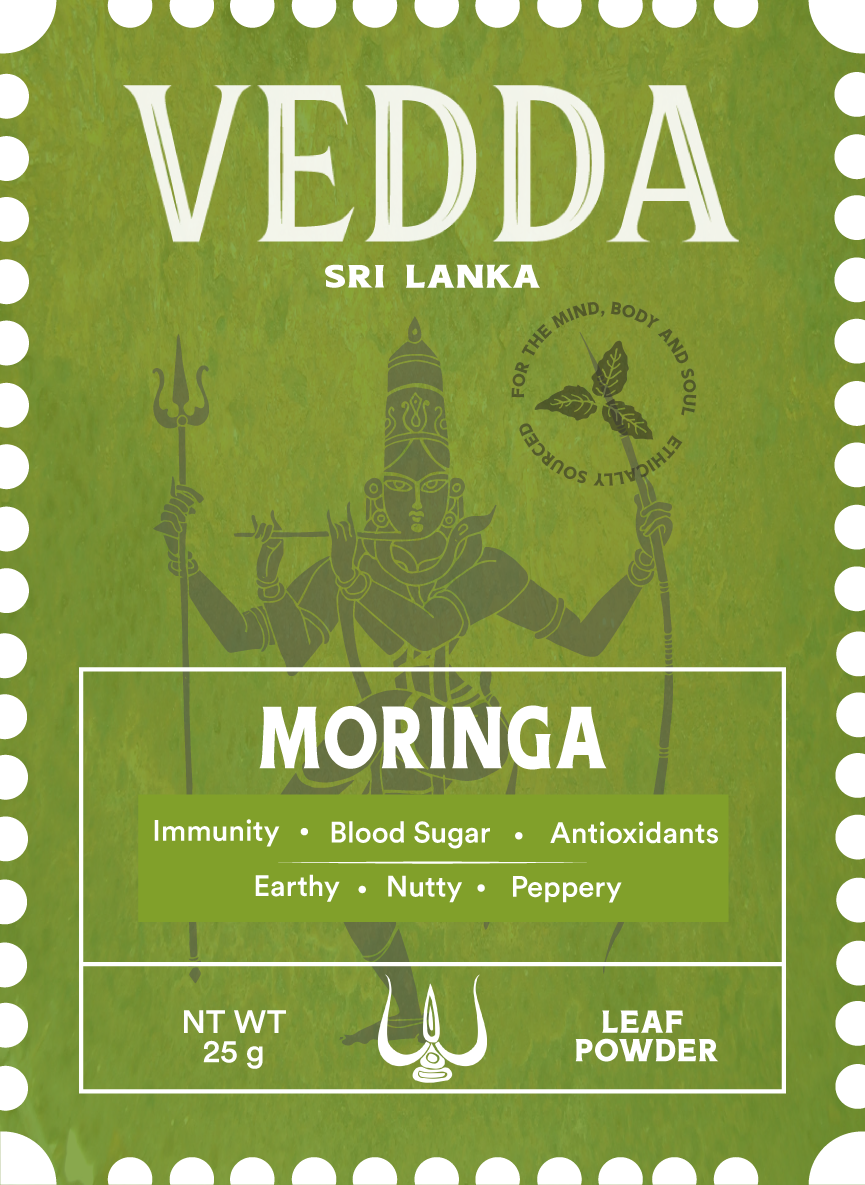 VEDDA
SRI LANKA
FOR THE MIND, BODY AND SOUL
ETHICALLY SOURCED
MORINGA
Immunity • Blood Sugar • Antioxidants
Earthy • Nutty • Peppery
NT WT
25 g
LEAF
POWDER